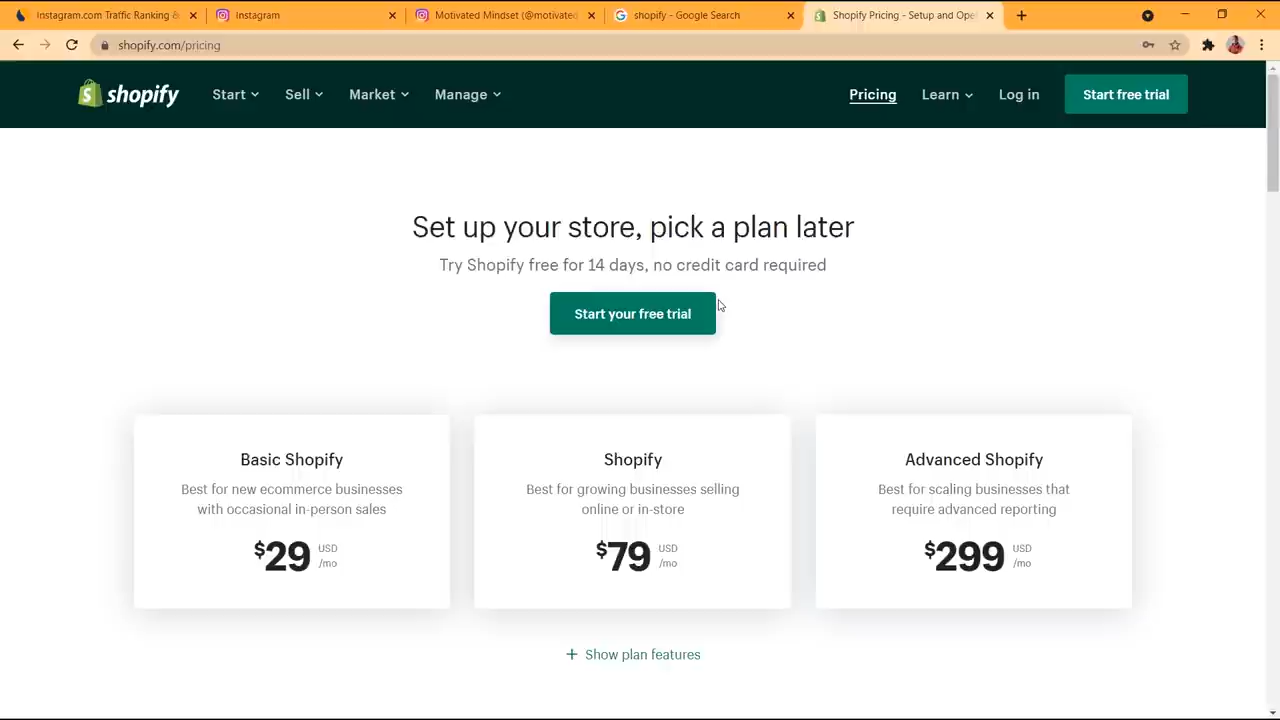 Instagram.com Traffic Ranking &
Instagram
Motivated Mindset (@motivated
shopify - Google Search
Shopify Pricing - Setup and Ope
shopify.com/pricing
shopify
Start
Sell
Market
Manage
Pricing
Learn
Log in
Start free trial
Set up your store, pick a plan later
Try Shopify free for 14 days, no credit card required
Start your free trial
Basic Shopify
Best for new ecommerce businesses
with occasional in-person sales
$29 USD /mo
Shopify
Best for growing businesses selling
online or in-store
$79 USD /mo
Advanced Shopify
Best for scaling businesses that
require advanced reporting
$299 USD /mo
+ Show plan features